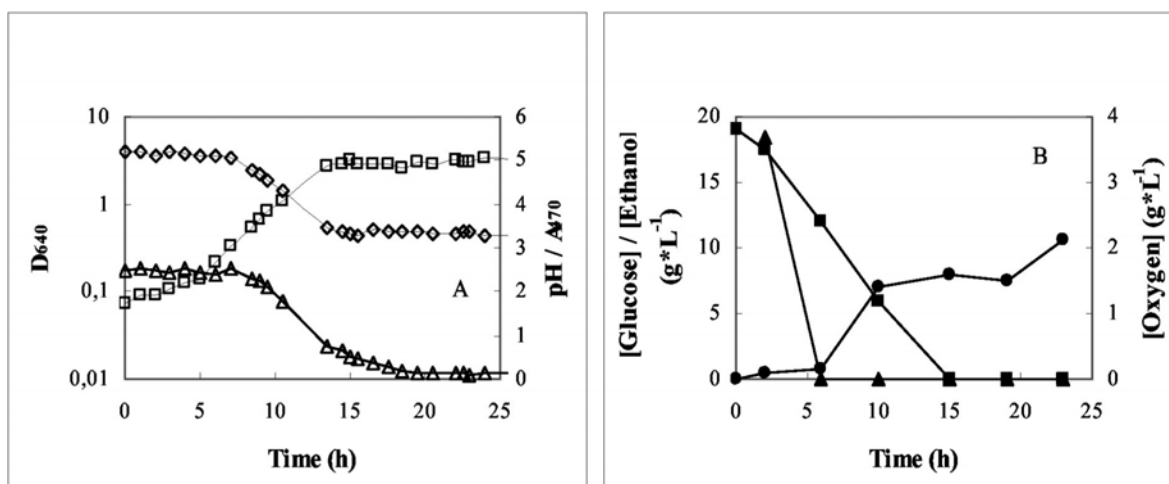 10
1
0,1
0,01
D640
0 5 10 15 20 25
Time (h)
6
5
4
3
2
1
0
pH / A470
A
20
15
10
5
0
[Glucose] / [Ethano]
(g*L-1)
0 5 10 15 20 25
Time (h)
4
3
2
1
0
[Oxygen] (g*L-1)
B